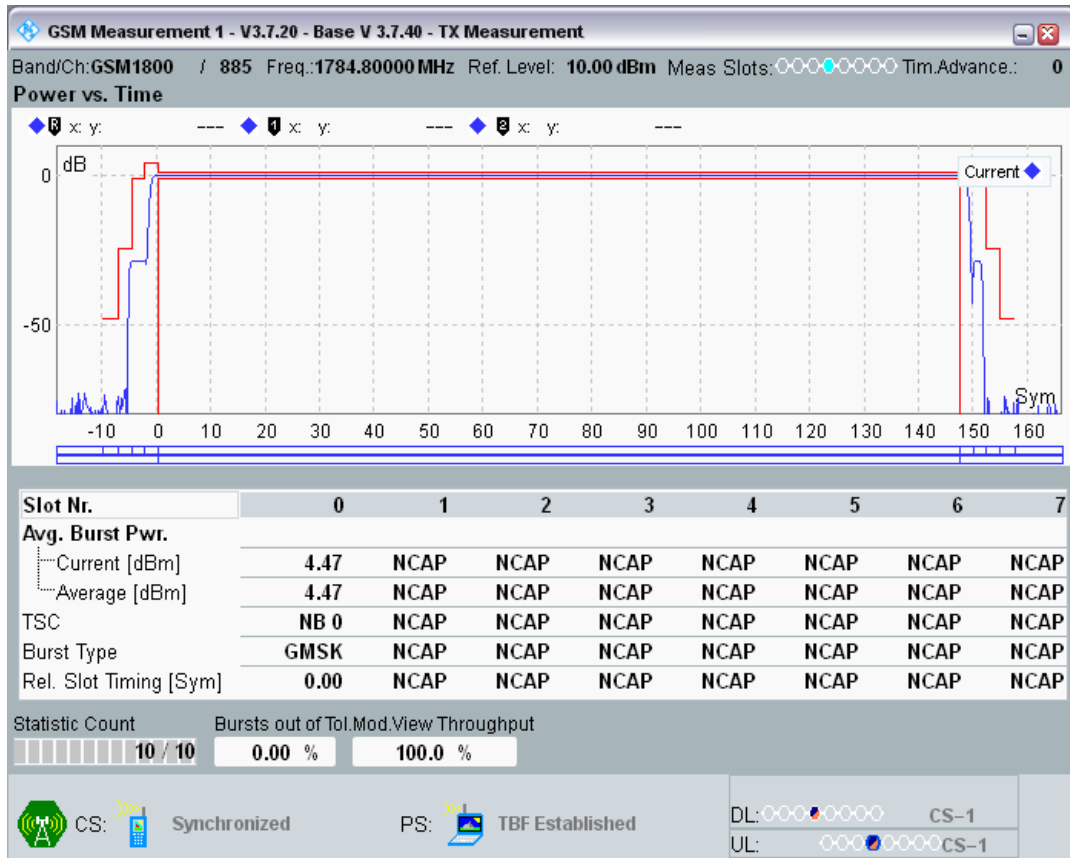 GSM Measurement 1 - V3.7.20 - Base V 3.7.40 - TX Measurement
Band/Ch:GSM1800 / 885 Freq.:1784.80000 MHz Ref. Level: 10.00 dBm Meas Slots: Tim.Advance.: 0
Power vs. Time
R x: y: --- 1 x: y: --- 2 x: y: ---
dB
Current
0
-50
Sym
-10 0 10 20 30 40 50 60 70 80 90 100 110 120 130 140 150 160
Slot Nr. 0 1 2 3 4 5 6 7
Avg. Burst Pwr.
Current [dBm] 4.47 NCAP NCAP NCAP NCAP NCAP NCAP NCAP
Average [dBm] 4.47 NCAP NCAP NCAP NCAP NCAP NCAP NCAP
TSC NB 0 NCAP NCAP NCAP NCAP NCAP NCAP NCAP
Burst Type GMSK NCAP NCAP NCAP NCAP NCAP NCAP NCAP
Rel. Slot Timing [Sym] 0.00 NCAP NCAP NCAP NCAP NCAP NCAP NCAP
Statistic Count Bursts out of Tol. Mod.View Throughput
10 / 10 0.00 % 100.0 %
CS: Synchronized PS: TBF Established
DL: CS-1
UL: CS-1